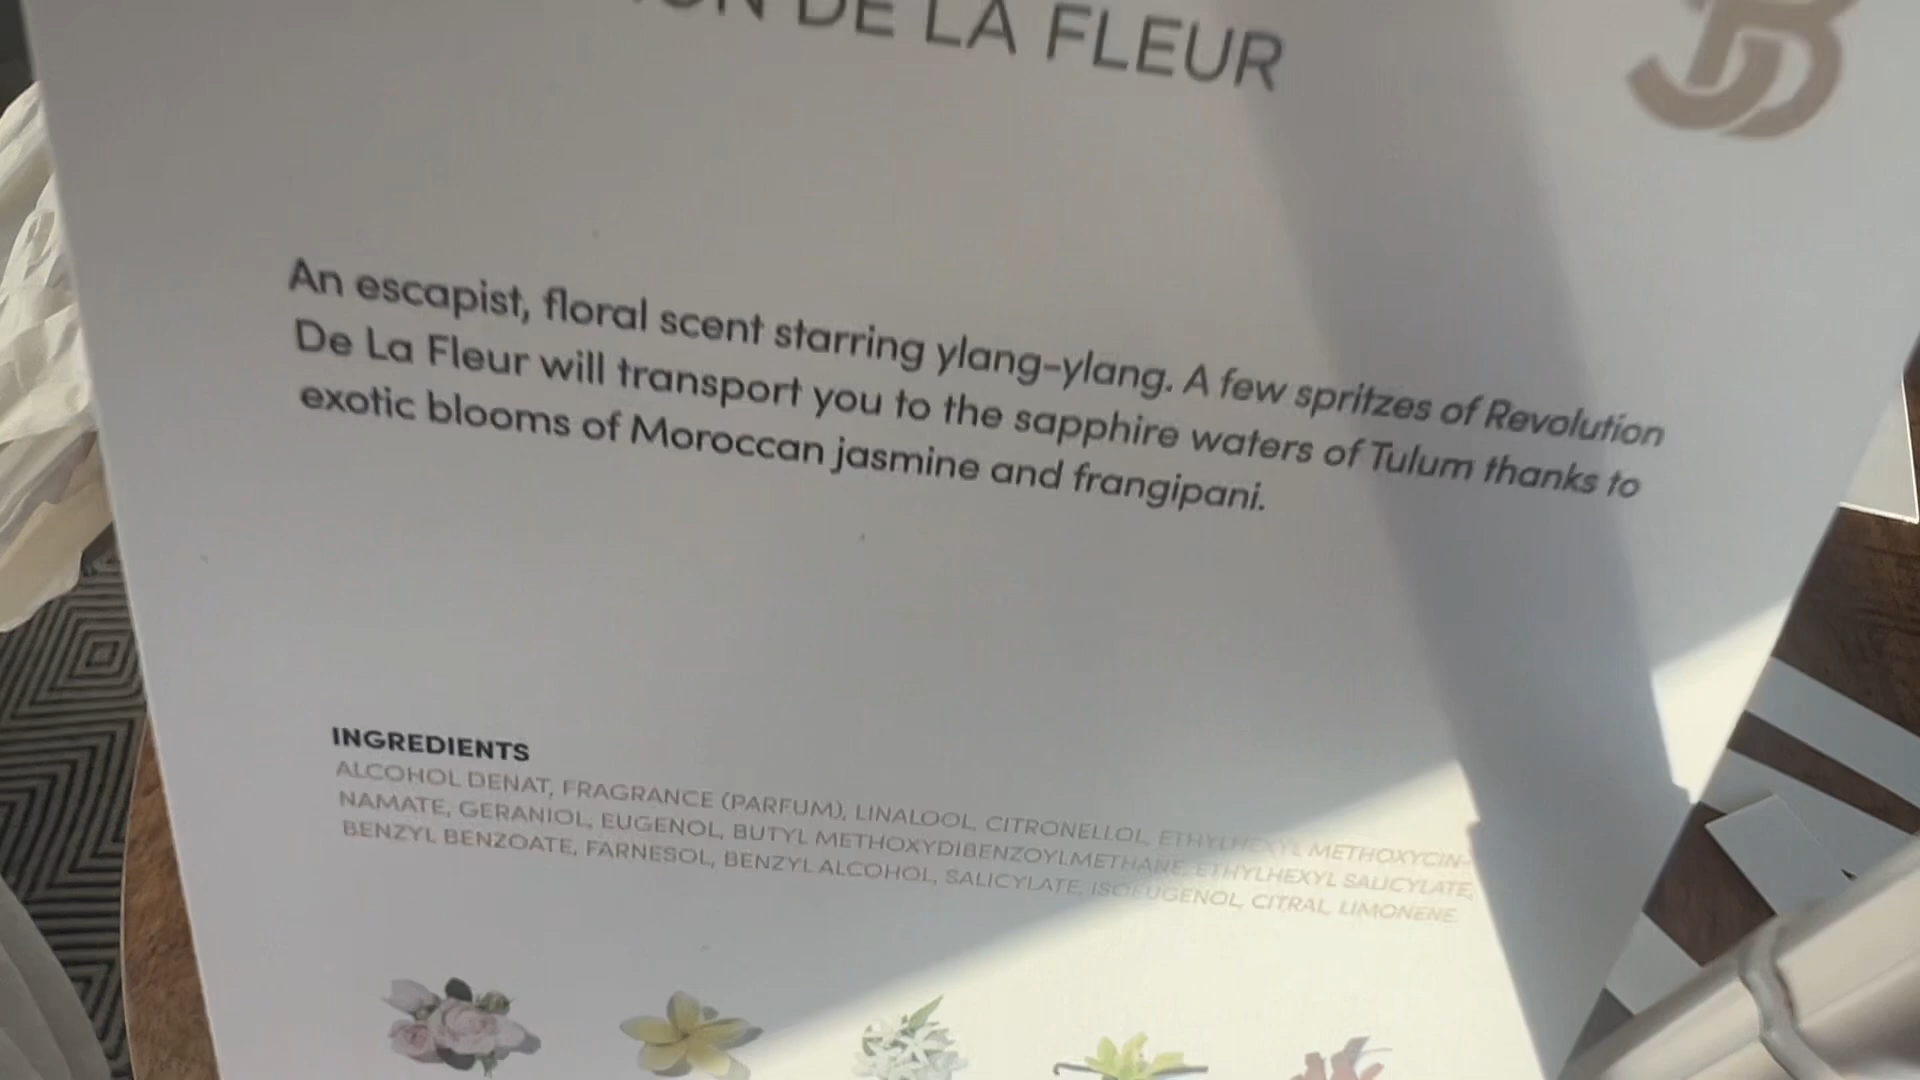 DE LA FLEUR
JB
An escapist, floral scent starring ylang-ylang. A few spritzes of Revolution
De La Fleur will transport you to the sapphire waters of Tulum thanks to
exotic blooms of Moroccan jasmine and frangipani.
INGREDIENTS
ALCOHOL DENAT, FRAGRANCE (PARFUM), LINALOOL, CITRONELLOL, ETHYLHEXYL METHOXYCIN-
NAMATE, GERANIOL, EUGENOL, BUTYL METHOXYDIBENZOYLMETHANE, ETHYLHEXYL SALICYLATE,
BENZYL BENZOATE, FARNESOL, BENZYL ALCOHOL, SALICYLATE, ISOEUGENOL, CITRAL, LIMONENE.